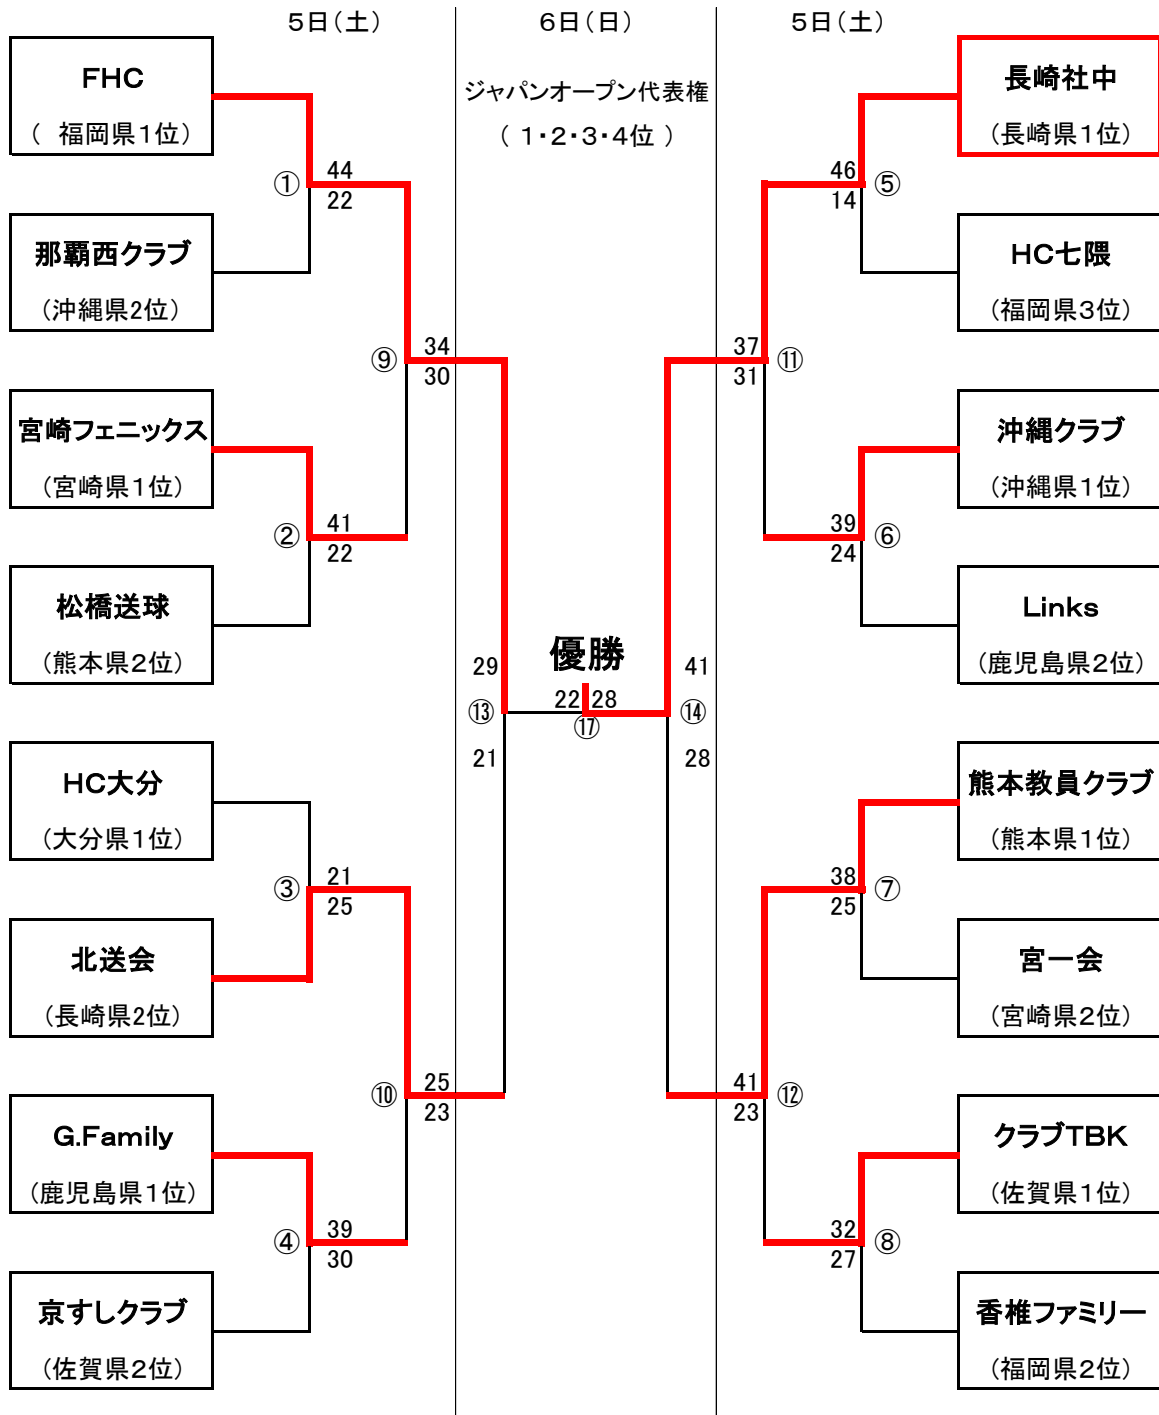 5日(土)
6日(日)
5日(土)
ジャパンオープン代表権
(1・2・3・4位)
FHC
( 福岡県1位)
① 44
22
那覇西クラブ
(沖縄県2位)
⑨ 34
30
宮崎フェニックス
(宮崎県1位)
② 41
22
松橋送球
(熊本県2位)
HC大分
(大分県1位)
③ 21
25
北送会
(長崎県2位)
⑩ 25
23
G.Family
(鹿児島県1位)
④ 39
30
京すしクラブ
(佐賀県2位)
29
⑬
21
優勝
22 28
⑰
41
⑭
28
長崎社中
(長崎県1位)
46 ⑤
14
HC七隈
(福岡県3位)
37 ⑪
31
沖縄クラブ
(沖縄県1位)
39 ⑥
24
Links
(鹿児島県2位)
熊本教員クラブ
(熊本県1位)
38 ⑦
25
宮一会
(宮崎県2位)
41 ⑫
23
クラブTBK
(佐賀県1位)
32 ⑧
27
香椎ファミリー
(福岡県2位)